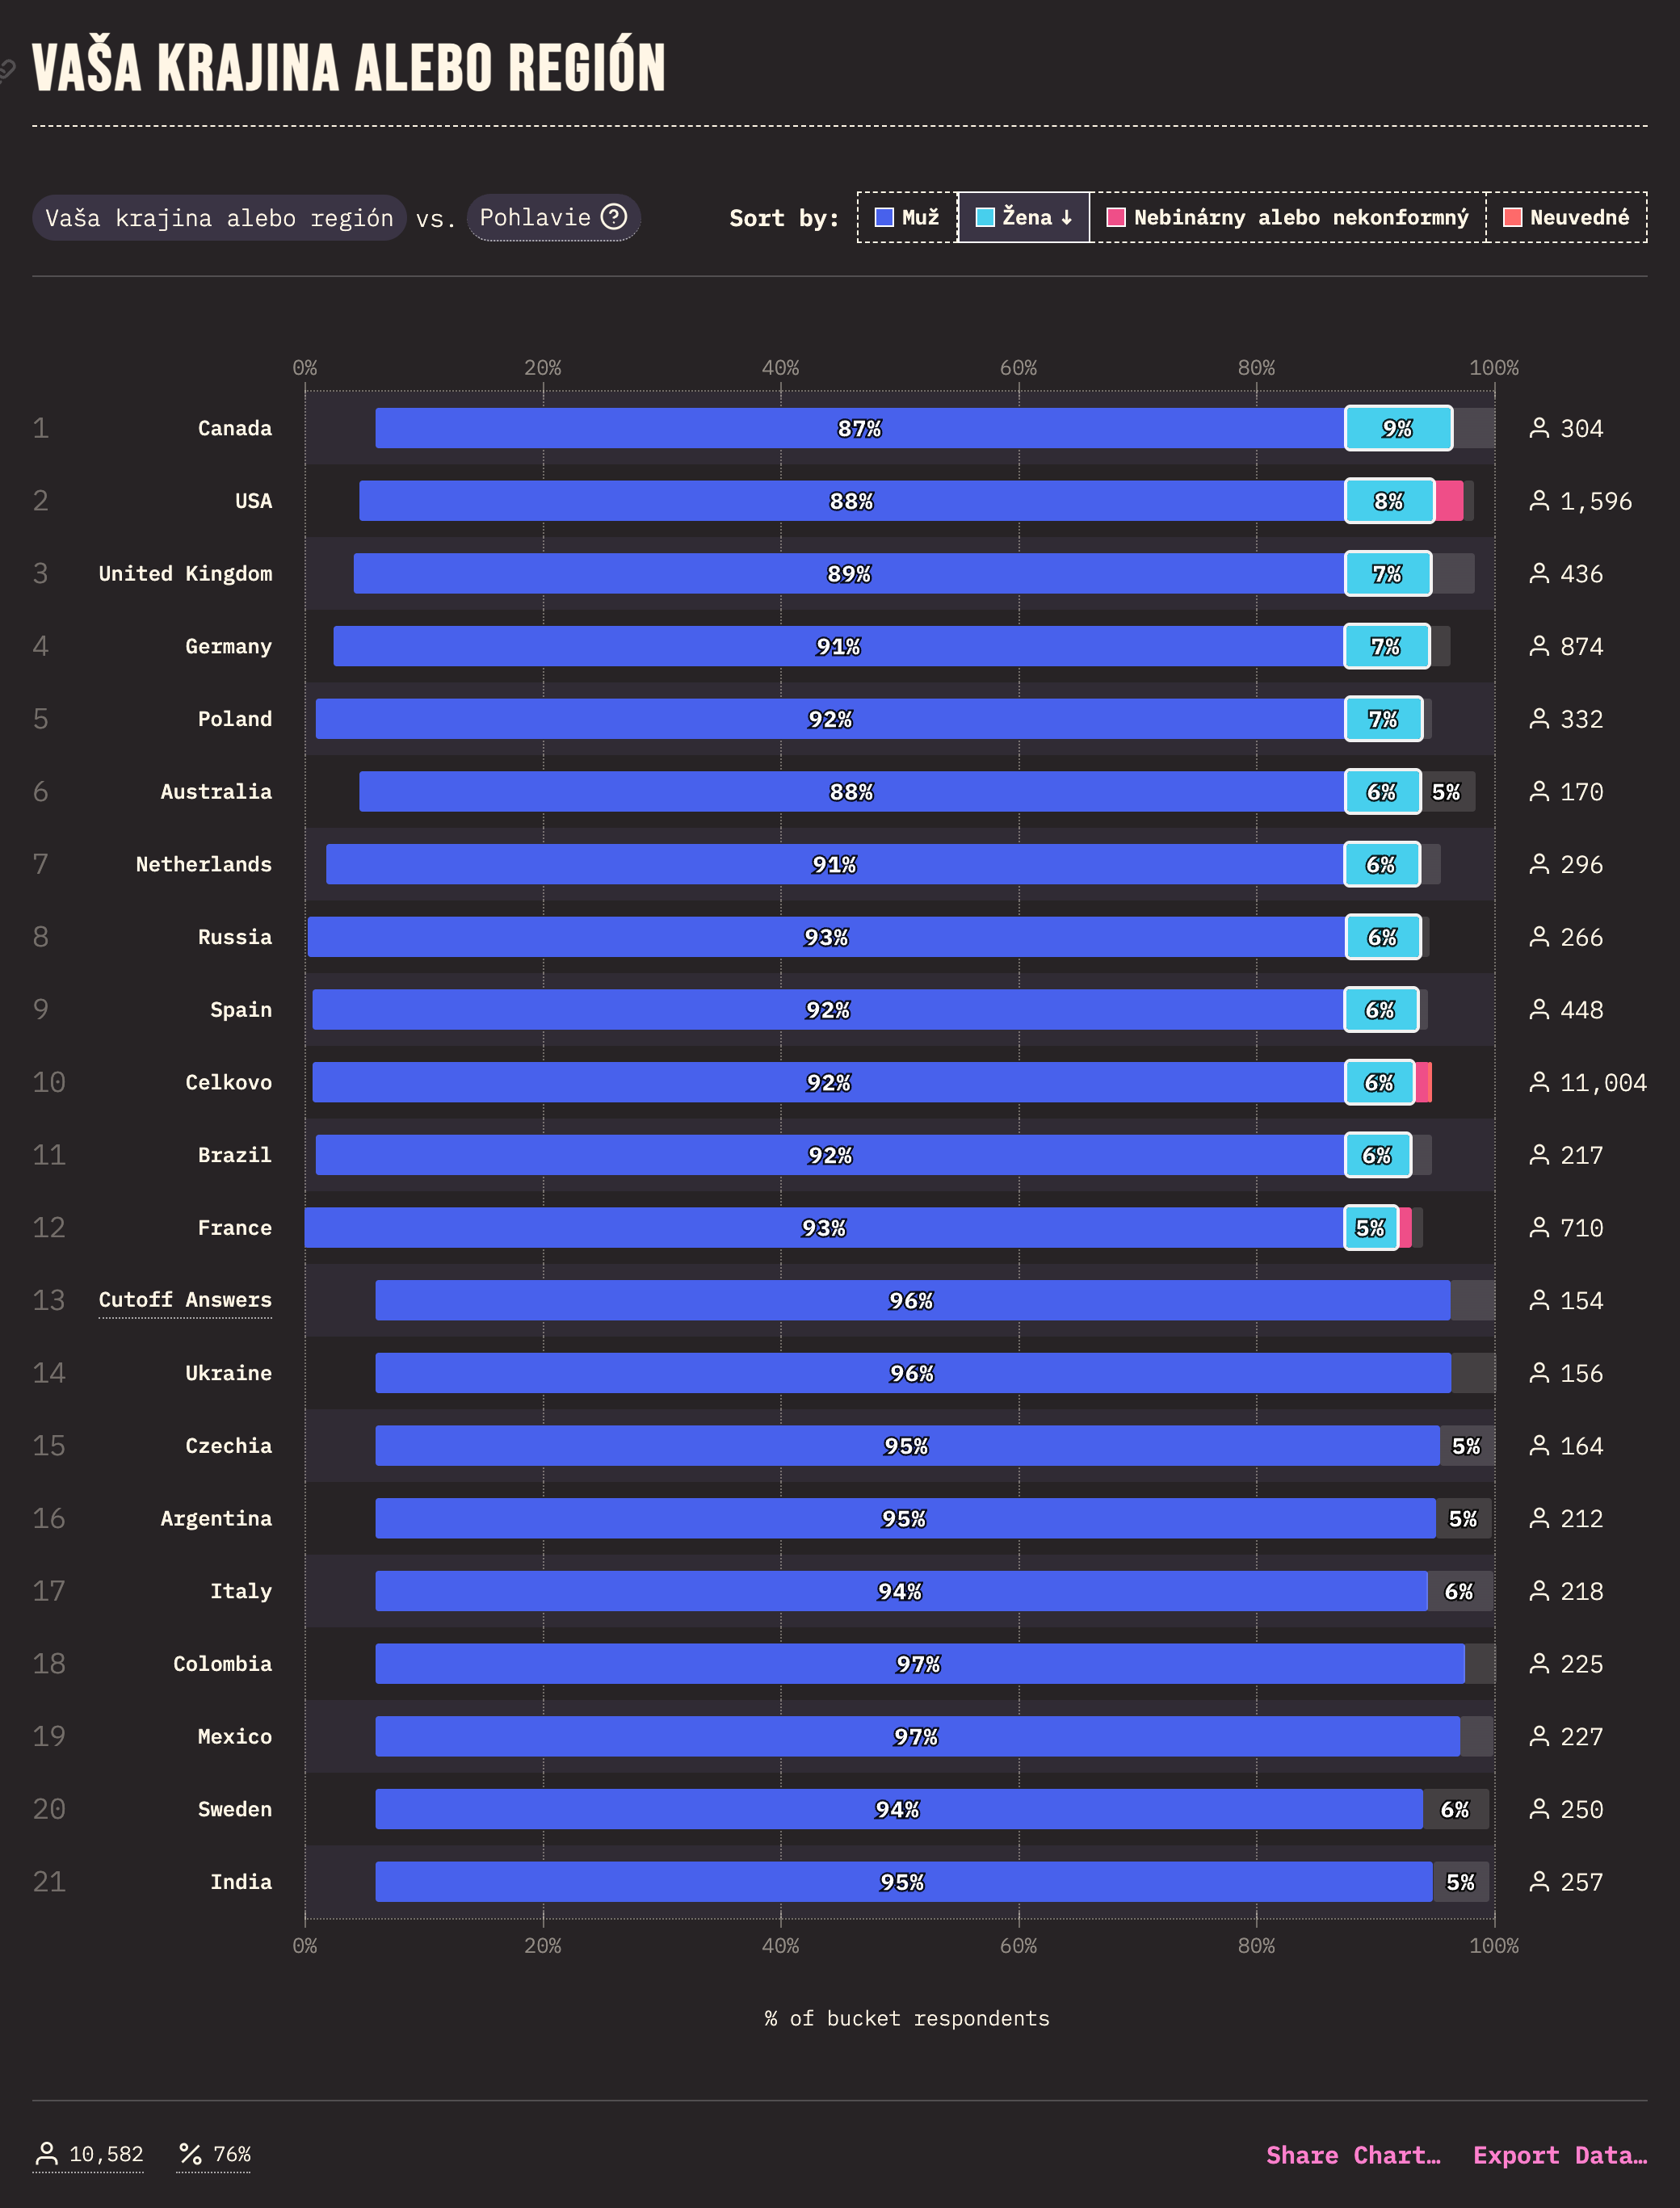 VAŠA KRAJINA ALEBO REGIÓN
Vaša krajina alebo región vs. Pohlavie ? Sort by: Muž Žena ↓ Nebinárny alebo nekonformný Neuvedné
0% 20% 40% 60% 80% 100%
1 Canada 87% 9% 304
2 USA 88% 8% 1,596
3 United Kingdom 89% 7% 436
4 Germany 91% 7% 874
5 Poland 92% 7% 332
6 Australia 88% 6% 5% 170
7 Netherlands 91% 6% 296
8 Russia 93% 6% 266
9 Spain 92% 6% 448
10 Celkovo 92% 6% 11,004
11 Brazil 92% 6% 217
12 France 93% 5% 710
13 Cutoff Answers 96% 154
14 Ukraine 96% 156
15 Czechia 95% 5% 164
16 Argentina 95% 5% 212
17 Italy 94% 6% 218
18 Colombia 97% 225
19 Mexico 97% 227
20 Sweden 94% 6% 250
21 India 95% 5% 257
0% 20% 40% 60% 80% 100%
% of bucket respondents
10,582 % 76% Share Chart… Export Data…